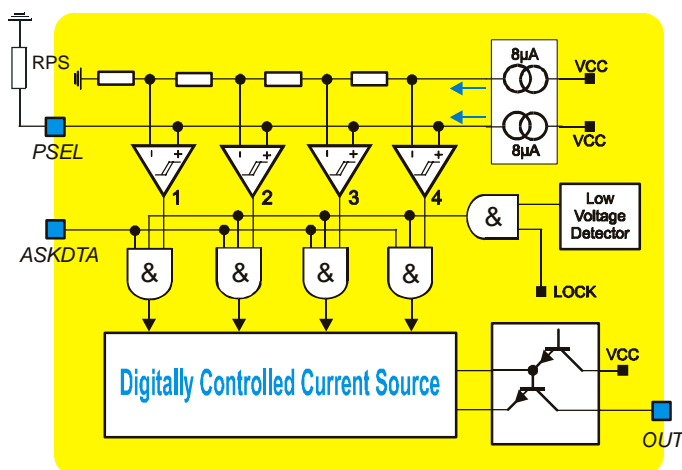 RPS
8µA
VCC
VCC
8µA
PSEL
- + - + - + - +
1 2 3 4
&
Low
Voltage
Detector
ASKDTA
& & & &
LOCK
Digitally Controlled Current Source
VCC
OUT